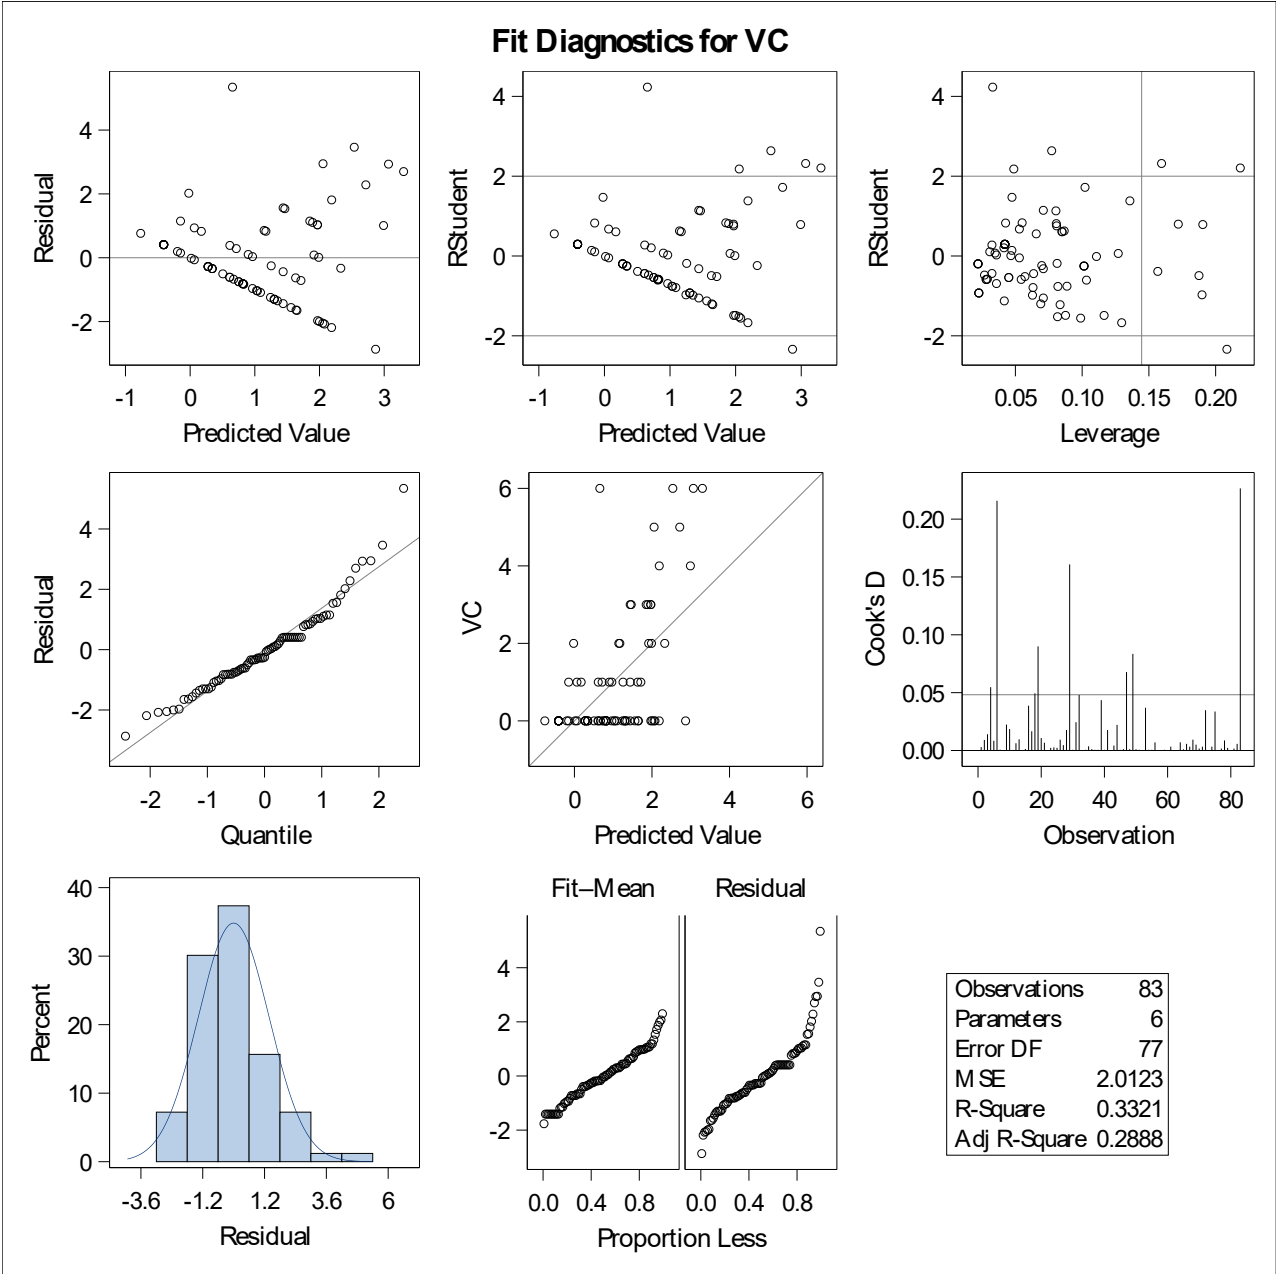 Fit Diagnostics for VC
Residual
4
2
0
-2
-1 0 1 2 3
Predicted Value
RStudent
4
2
0
-2
-1 0 1 2 3
Predicted Value
RStudent
4
2
0
-2
0.05 0.10 0.15 0.20
Leverage
Residual
4
2
0
-2
-2 -1 0 1 2
Quantile
VC
6
4
2
0
0 2 4 6
Predicted Value
Cook's D
0.20
0.15
0.10
0.05
0.00
0 20 40 60 80
Observation
Percent
40
30
20
10
0
-3.6 -1.2 1.2 3.6 6
Residual
Fit–Mean Residual
4
2
0
-2
0.0 0.4 0.8 0.0 0.4 0.8
Proportion Less
Observations 83
Parameters 6
Error DF 77
MSE 2.0123
R-Square 0.3321
Adj R-Square 0.2888